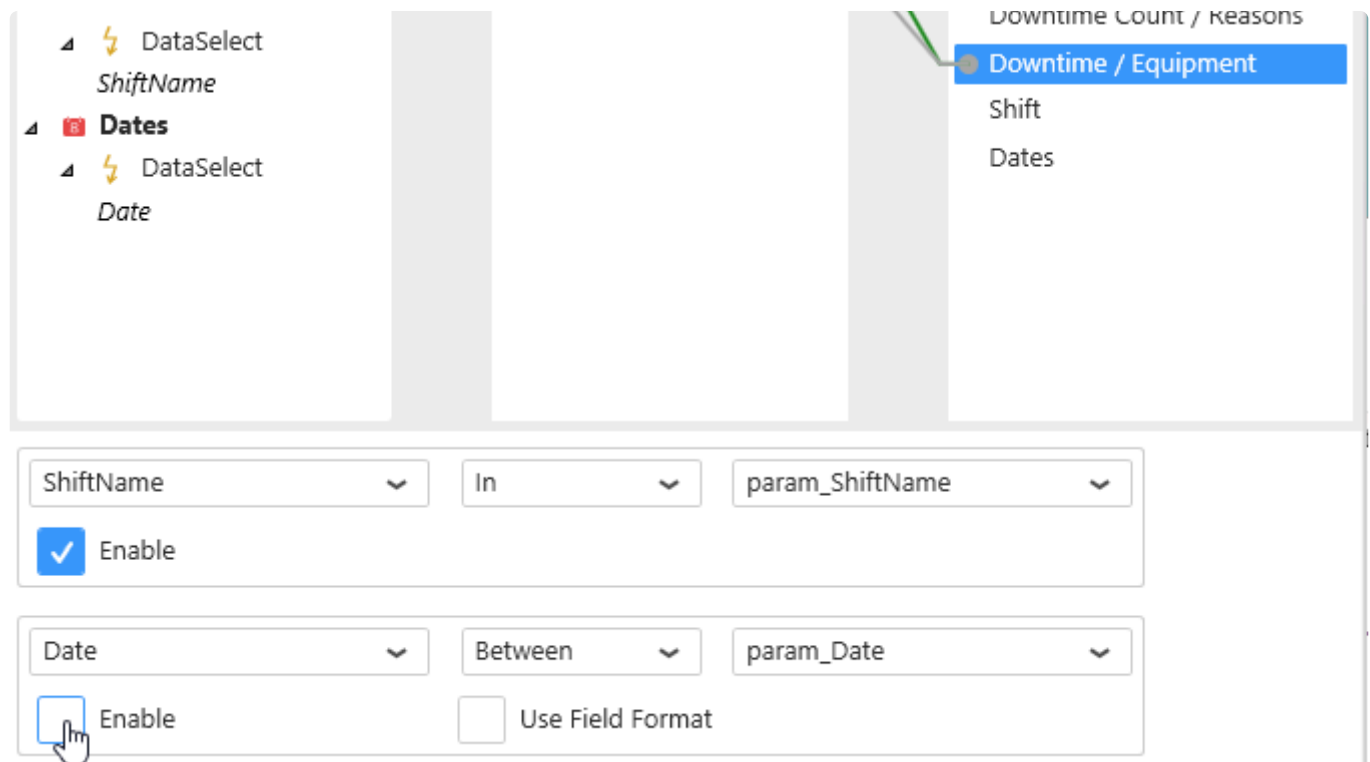 DataSelect
ShiftName
Dates
DataSelect
Date
Downtime Count / Reasons
Downtime / Equipment
Shift
Dates
ShiftName In param_ShiftName
Enable
Date Between param_Date
Enable Use Field Format